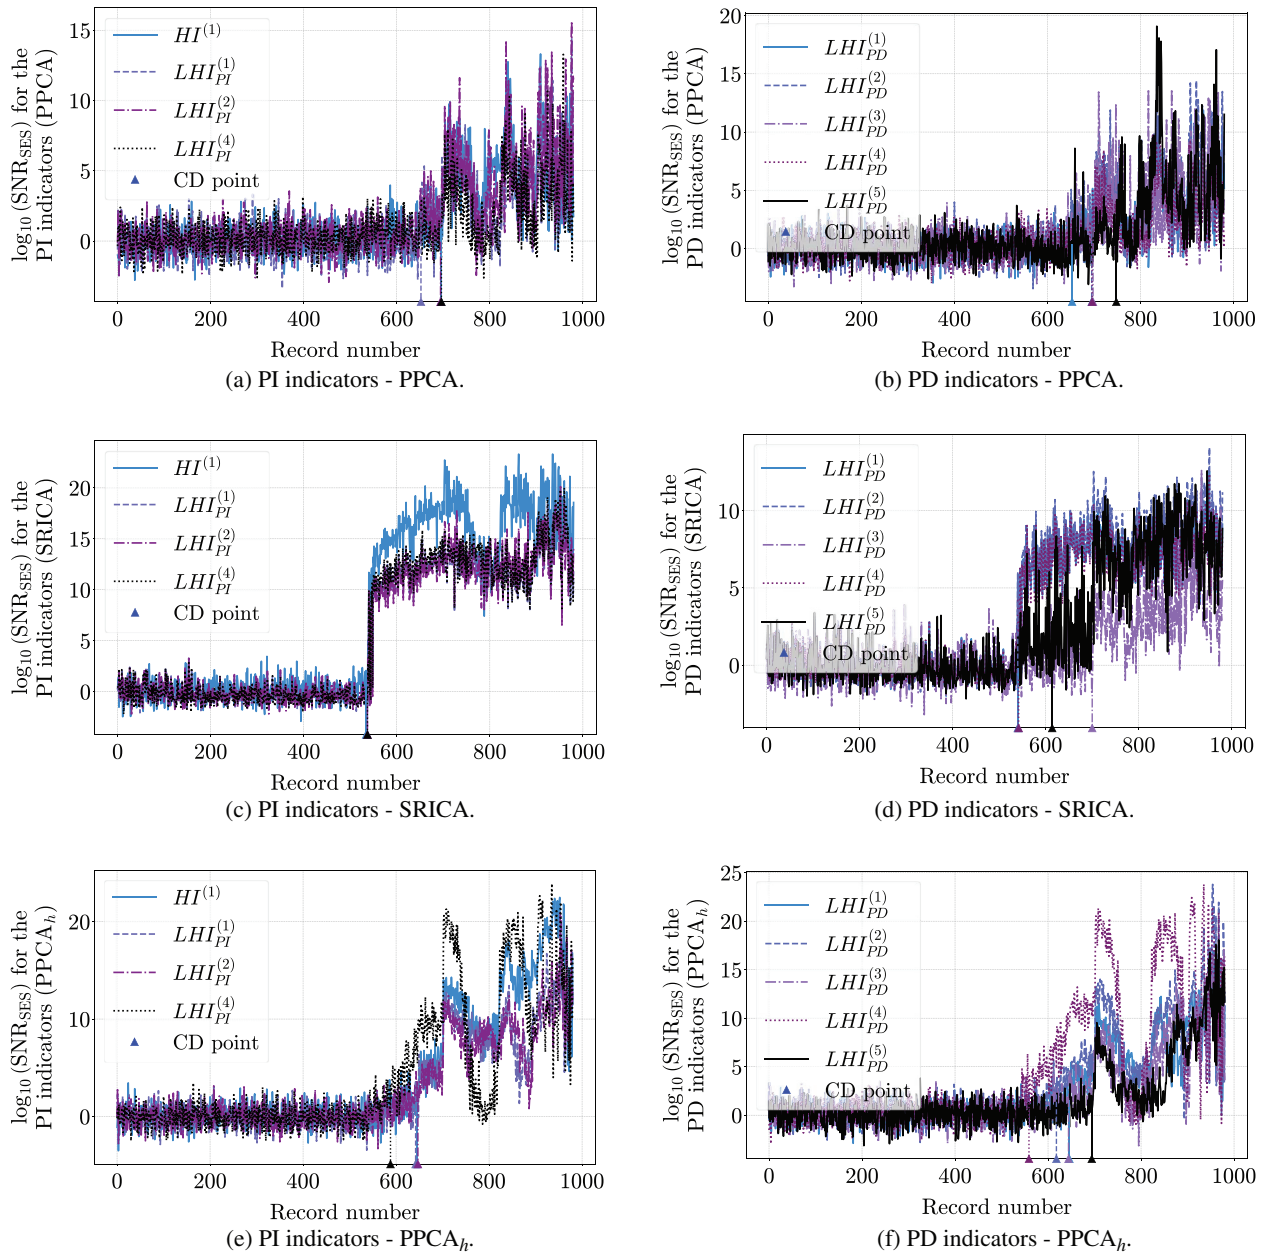 log₁₀ (SNR_SES) for the
PI indicators (PPCA)
15
10
5
0
HI⁽¹⁾
LHI_PI⁽¹⁾
LHI_PI⁽²⁾
LHI_PI⁽⁴⁾
CD point
0 200 400 600 800 1000
Record number
(a) PI indicators - PPCA.
log₁₀ (SNR_SES) for the
PD indicators (PPCA)
20
15
10
5
0
LHI_PD⁽¹⁾
LHI_PD⁽²⁾
LHI_PD⁽³⁾
LHI_PD⁽⁴⁾
LHI_PD⁽⁵⁾
CD point
0 200 400 600 800 1000
Record number
(b) PD indicators - PPCA.
log₁₀ (SNR_SES) for the
PI indicators (SRICA)
20
15
10
5
0
HI⁽¹⁾
LHI_PI⁽¹⁾
LHI_PI⁽²⁾
LHI_PI⁽⁴⁾
CD point
0 200 400 600 800 1000
Record number
(c) PI indicators - SRICA.
log₁₀ (SNR_SES) for the
PD indicators (SRICA)
10
5
0
LHI_PD⁽¹⁾
LHI_PD⁽²⁾
LHI_PD⁽³⁾
LHI_PD⁽⁴⁾
LHI_PD⁽⁵⁾
CD point
0 200 400 600 800 1000
Record number
(d) PD indicators - SRICA.
log₁₀ (SNR_SES) for the
PI indicators (PPCA_h)
20
10
0
HI⁽¹⁾
LHI_PI⁽¹⁾
LHI_PI⁽²⁾
LHI_PI⁽⁴⁾
CD point
0 200 400 600 800 1000
Record number
(e) PI indicators - PPCA_h.
log₁₀ (SNR_SES) for the
PD indicators (PPCA_h)
25
20
15
10
5
0
LHI_PD⁽¹⁾
LHI_PD⁽²⁾
LHI_PD⁽³⁾
LHI_PD⁽⁴⁾
LHI_PD⁽⁵⁾
CD point
0 200 400 600 800 1000
Record number
(f) PD indicators - PPCA_h.